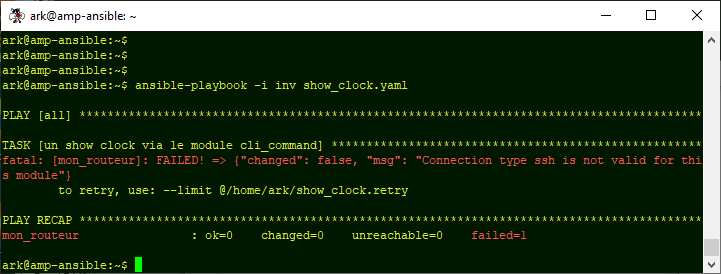 ark@amp-ansible: ~
ark@amp-ansible:~$
ark@amp-ansible:~$
ark@amp-ansible:~$
ark@amp-ansible:~$ ansible-playbook -i inv show_clock.yaml
PLAY [all] ****************************************************************************************
TASK [un show clock via le module cli_command] *****************************************************
fatal: [mon_routeur]: FAILED! => {"changed": false, "msg": "Connection type ssh is not valid for thi
s module"}
to retry, use: --limit @/home/ark/show_clock.retry
PLAY RECAP ****************************************************************************************
mon_routeur : ok=0 changed=0 unreachable=0 failed=1
ark@amp-ansible:~$